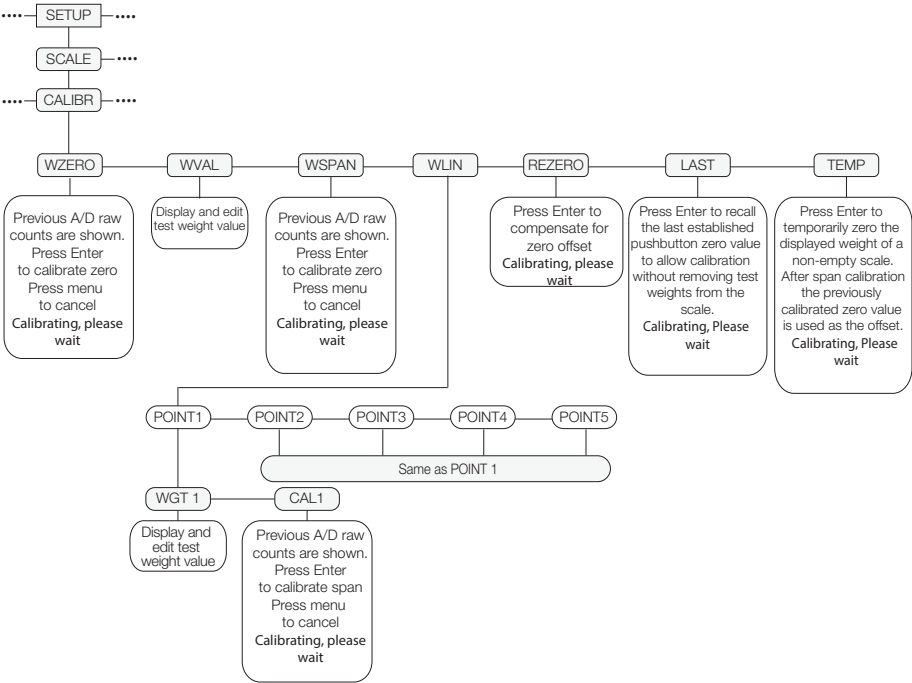 SETUP
SCALE
CALIBR
WZERO
WVAL
WSPAN
WLIN
REZERO
LAST
TEMP
Previous A/D raw
counts are shown.
Press Enter
to calibrate zero
Press menu
to cancel
Calibrating, please
wait
Display and edit
test weight value
Previous A/D raw
counts are shown.
Press Enter
to calibrate zero
Press menu
to cancel
Calibrating, please
wait
Press Enter to
compensate for
zero offset
Calibrating, please
wait
Press Enter to recall
the last established
pushbutton zero value
to allow calibration
without removing test
weights from the
scale.
Calibrating, Please
wait
Press Enter to
temporarily zero the
displayed weight of a
non-empty scale.
After span calibration
the previously
calibrated zero value
is used as the offset.
Calibrating, Please
wait
POINT1
POINT2
POINT3
POINT4
POINT5
Same as POINT 1
WGT 1
CAL1
Display and
edit test
weight value
Previous A/D raw
counts are shown.
Press Enter
to calibrate span
Press menu
to cancel
Calibrating, please
wait